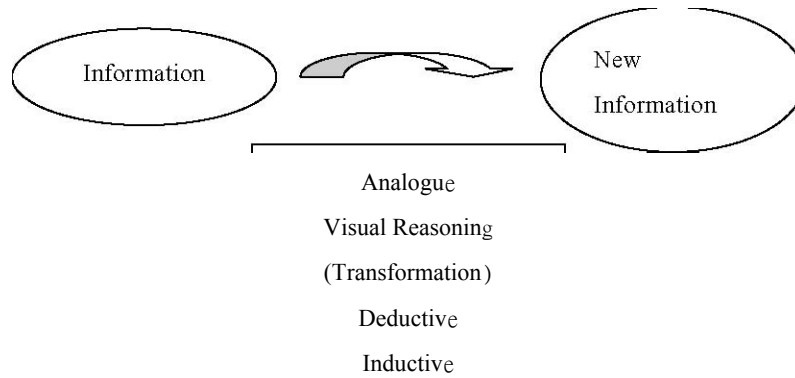 Information
New
Information
Analogue
Visual Reasoning
(Transformation)
Deductive
Inductive